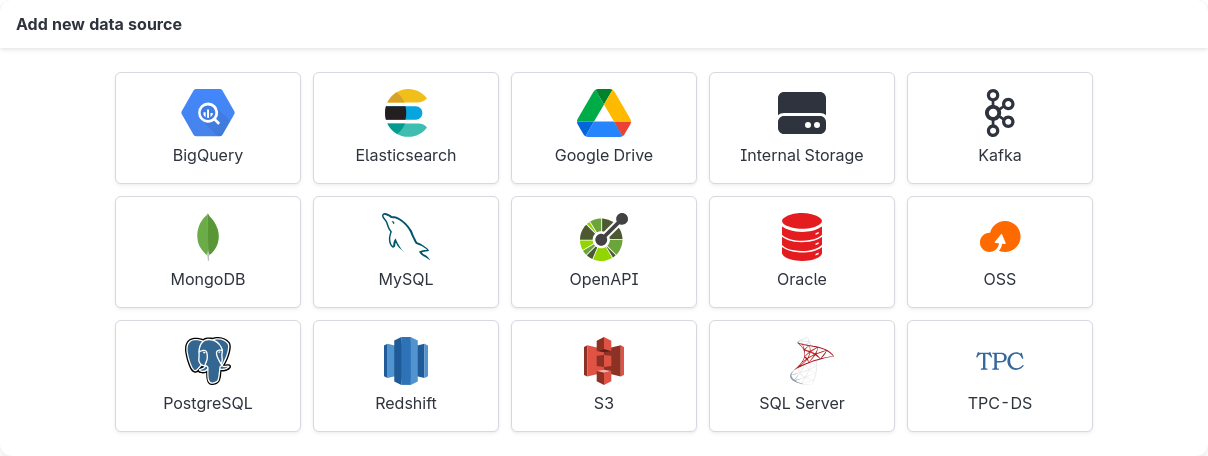 Add new data source
BigQuery
Elasticsearch
Google Drive
Internal Storage
Kafka
MongoDB
MySQL
OpenAPI
Oracle
OSS
PostgreSQL
Redshift
S3
SQL Server
TPC
TPC-DS